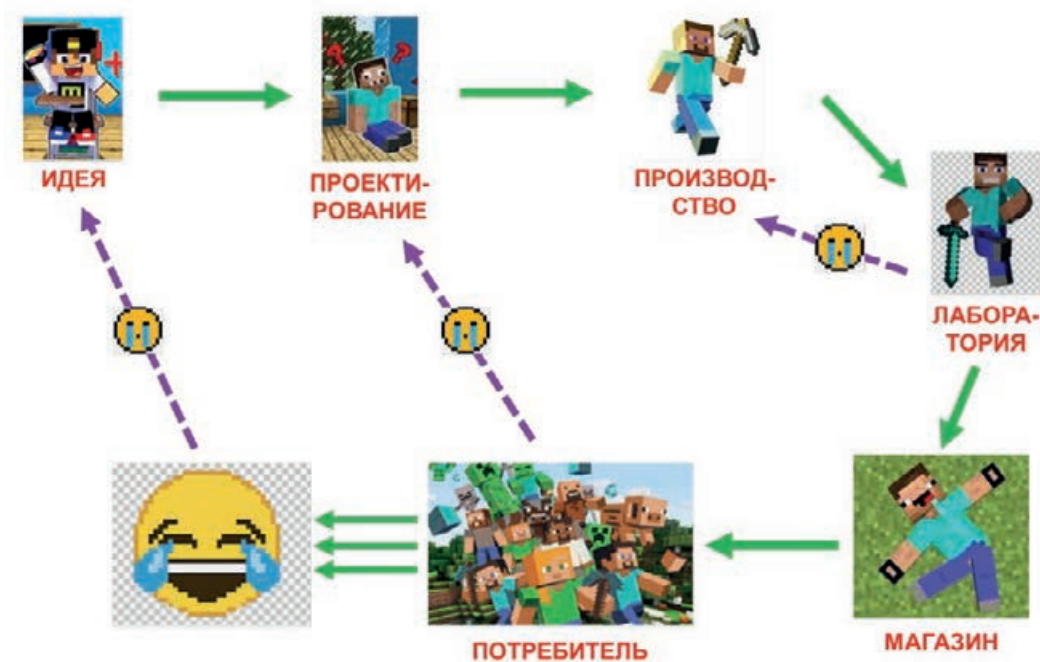 ИДЕЯ
ПРОЕКТИ-
РОВАНИЕ
ПРОИЗВОД-
СТВО
ЛАБОРА-
ТОРИЯ
ПОТРЕБИТЕЛЬ
МАГАЗИН